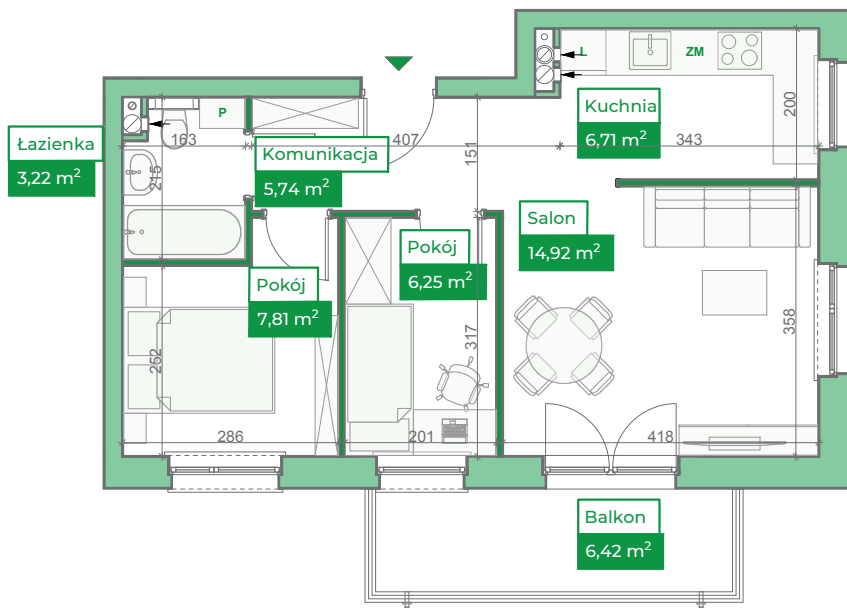 L
ZM
Kuchnia
6,71 m²
200
343
P
163
Łazienka
3,22 m²
215
Komunikacja
5,74 m²
407
151
Salon
14,92 m²
Pokój
6,25 m²
Pokój
7,81 m²
252
317
358
286
201
418
Balkon
6,42 m²